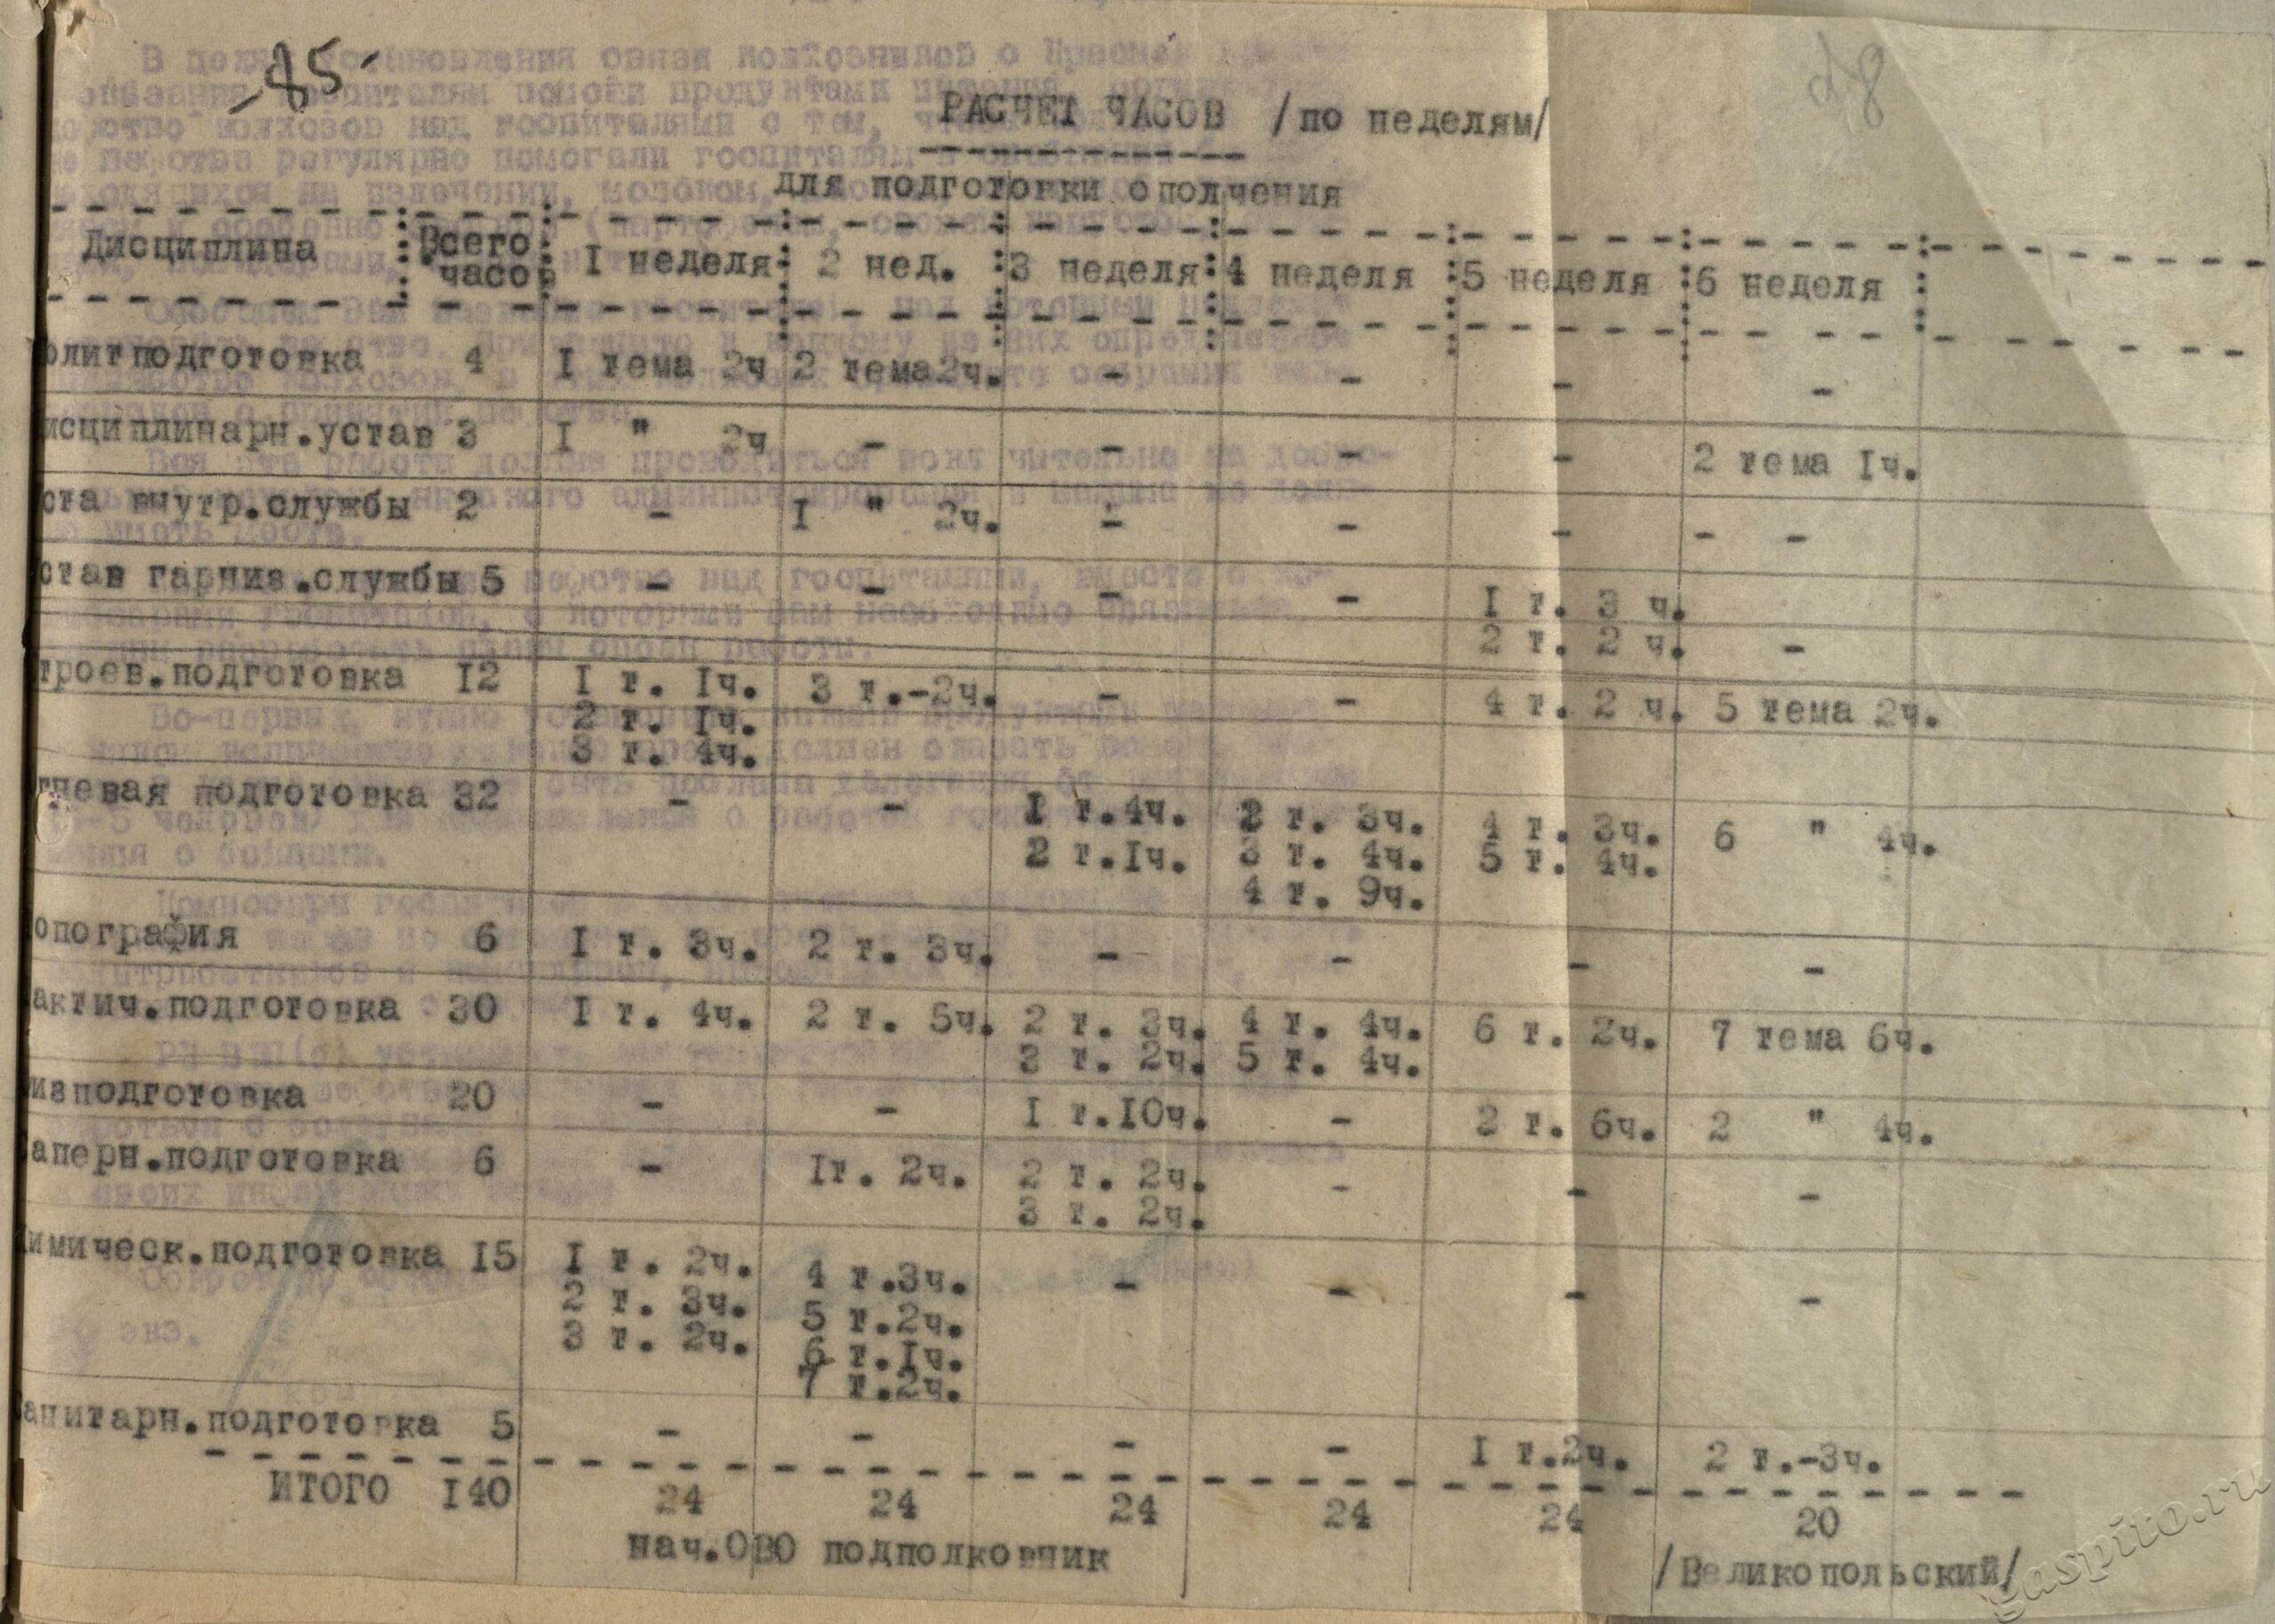 -85-
28
РАСЧЕТ ЧАСОВ /по неделям/
для подготовки ополчения
Дисциплина Всего часов I неделя 2 нед. 3 неделя 4 неделя 5 неделя 6 неделя
олитподготовка 4 I тема 2ч 2 тема2ч. - - - -
исциплинарн.устав 3 I " 2ч - - - - 2 тема Iч.
ста внутр.службы 2 - I " 2ч. - - - - -
став гарниз.службы 5 - - - - I т. 3 ч.
2 т. 2 ч. -
троев.подготовка I2 I т. Iч. 3 т.-2ч. - - 4 т. 2 ч. 5 тема 2ч.
2 т. Iч.
3 т. 4ч.
гневая подготовка 32 - - I т.4ч. 2 т. 3ч. 4 т. 3ч. 6 " 4ч.
2 т.Iч. 3 т. 4ч. 5 т. 4ч.
4 т. 9ч.
опография 6 I т. 3ч. 2 т. 3ч. - - - -
актич.подготовка 30 I т. 4ч. 2 т. 5ч. 2 т. 3ч. 4 т. 4ч. 6 т. 2ч. 7 тема 6ч.
3 т. 2ч. 5 т. 4ч.
изподготовка 20 - - I т.IOч. - 2 т. 6ч. 2 " 4ч.
аперн.подготовка 6 - Iт. 2ч. 2 т. 2ч. - - -
3 т. 2ч.
имическ.подготовка I5 I т. 2ч. 4 т.3ч. - - - -
2 т. 3ч. 5 т.2ч.
3 т. 2ч. 6 т.Iч.
7 т.2ч.
анитарн.подготовка 5 - - - - I т.2ч. 2 т.-3ч.
ИТОГО I40 24 24 24 24 24 20
нач.ОВО подполковник /Великопольский/
gaspito.ru